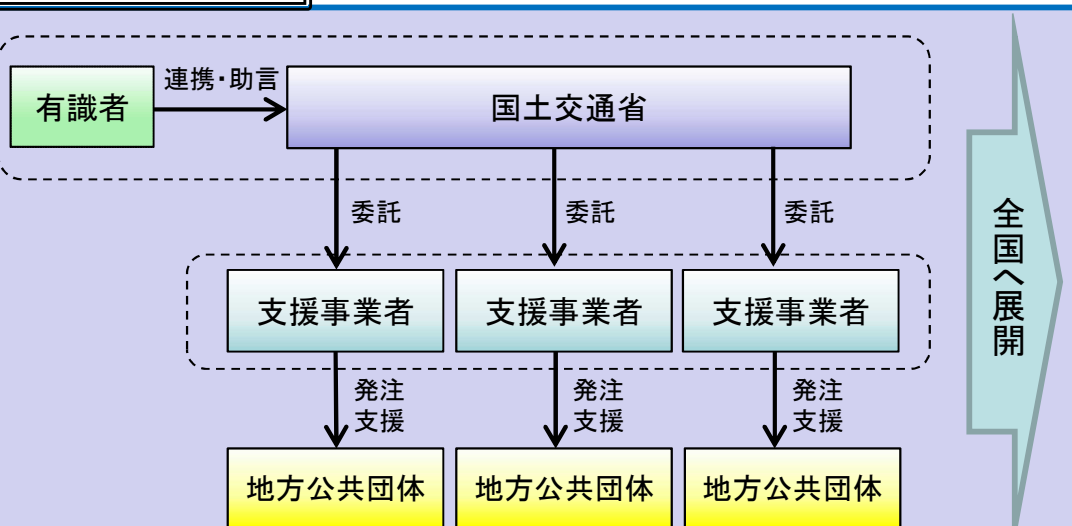 連携・助言
有識者
国土交通省
委託
委託
委託
支援事業者
支援事業者
支援事業者
発注
支援
発注
支援
発注
支援
地方公共団体
地方公共団体
地方公共団体
全国へ展開